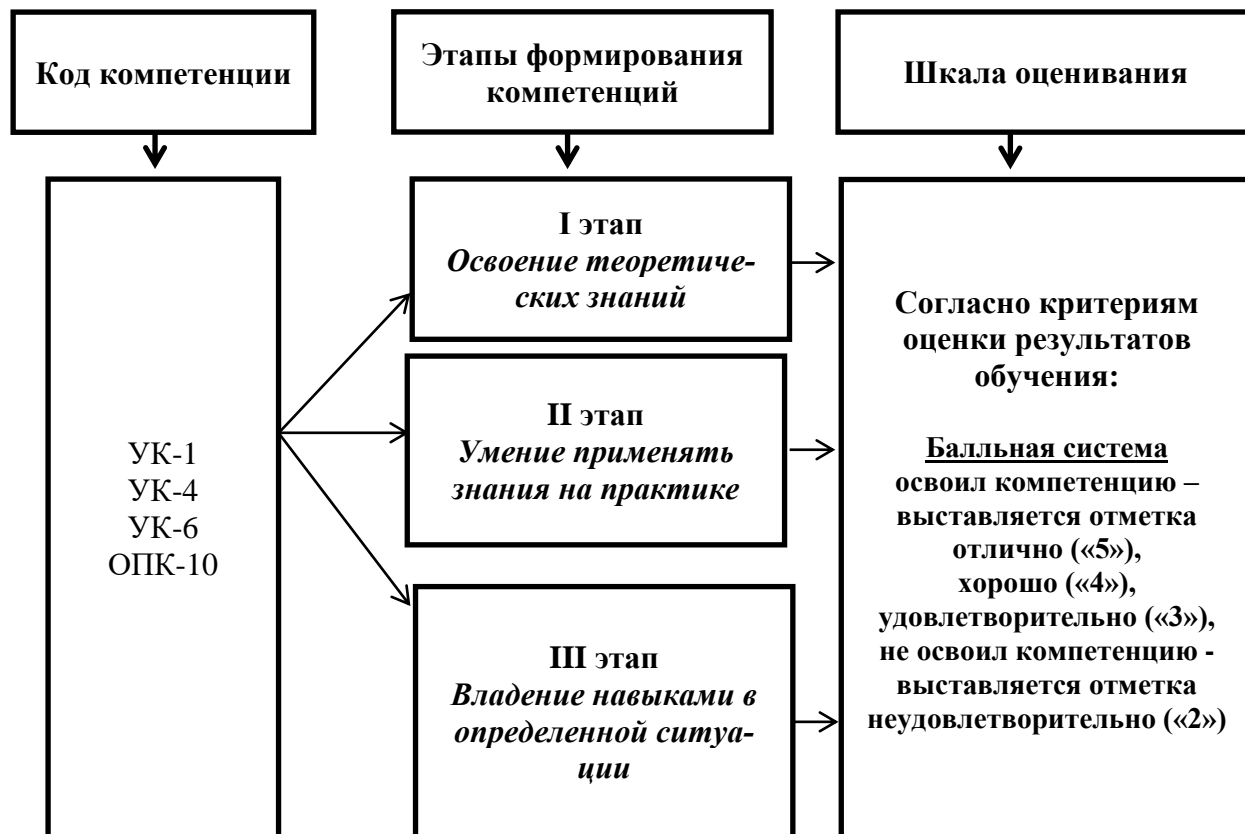 Код компетенции
Этапы формирования
компетенций
Шкала оценивания
УК-1
УК-4
УК-6
ОПК-10
I этап
Освоение теоретиче-
ских знаний
II этап
Умение применять
знания на практике
III этап
Владение навыками в
определенной ситуа-
ции
Согласно критериям
оценки результатов
обучения:
Балльная система
освоил компетенцию –
выставляется отметка
отлично («5»),
хорошо («4»),
удовлетворительно («3»),
не освоил компетенцию -
выставляется отметка
неудовлетворительно («2»)